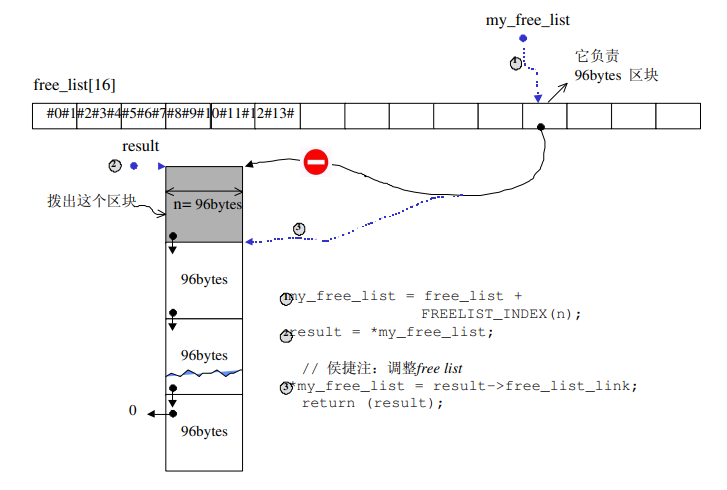 my_free_list
1
它负责
96bytes 区块
free_list[16]
#0#1#2#3#4#5#6#7#8#9#10#11#12#13#
result
2
拨出这个区块
n= 96bytes
3
96bytes
96bytes
0
96bytes
1 my_free_list = free_list +
FREELIST_INDEX(n);
2 result = *my_free_list;
// 侯捷注：调整free list
3 *my_free_list = result->free_list_link;
return (result);